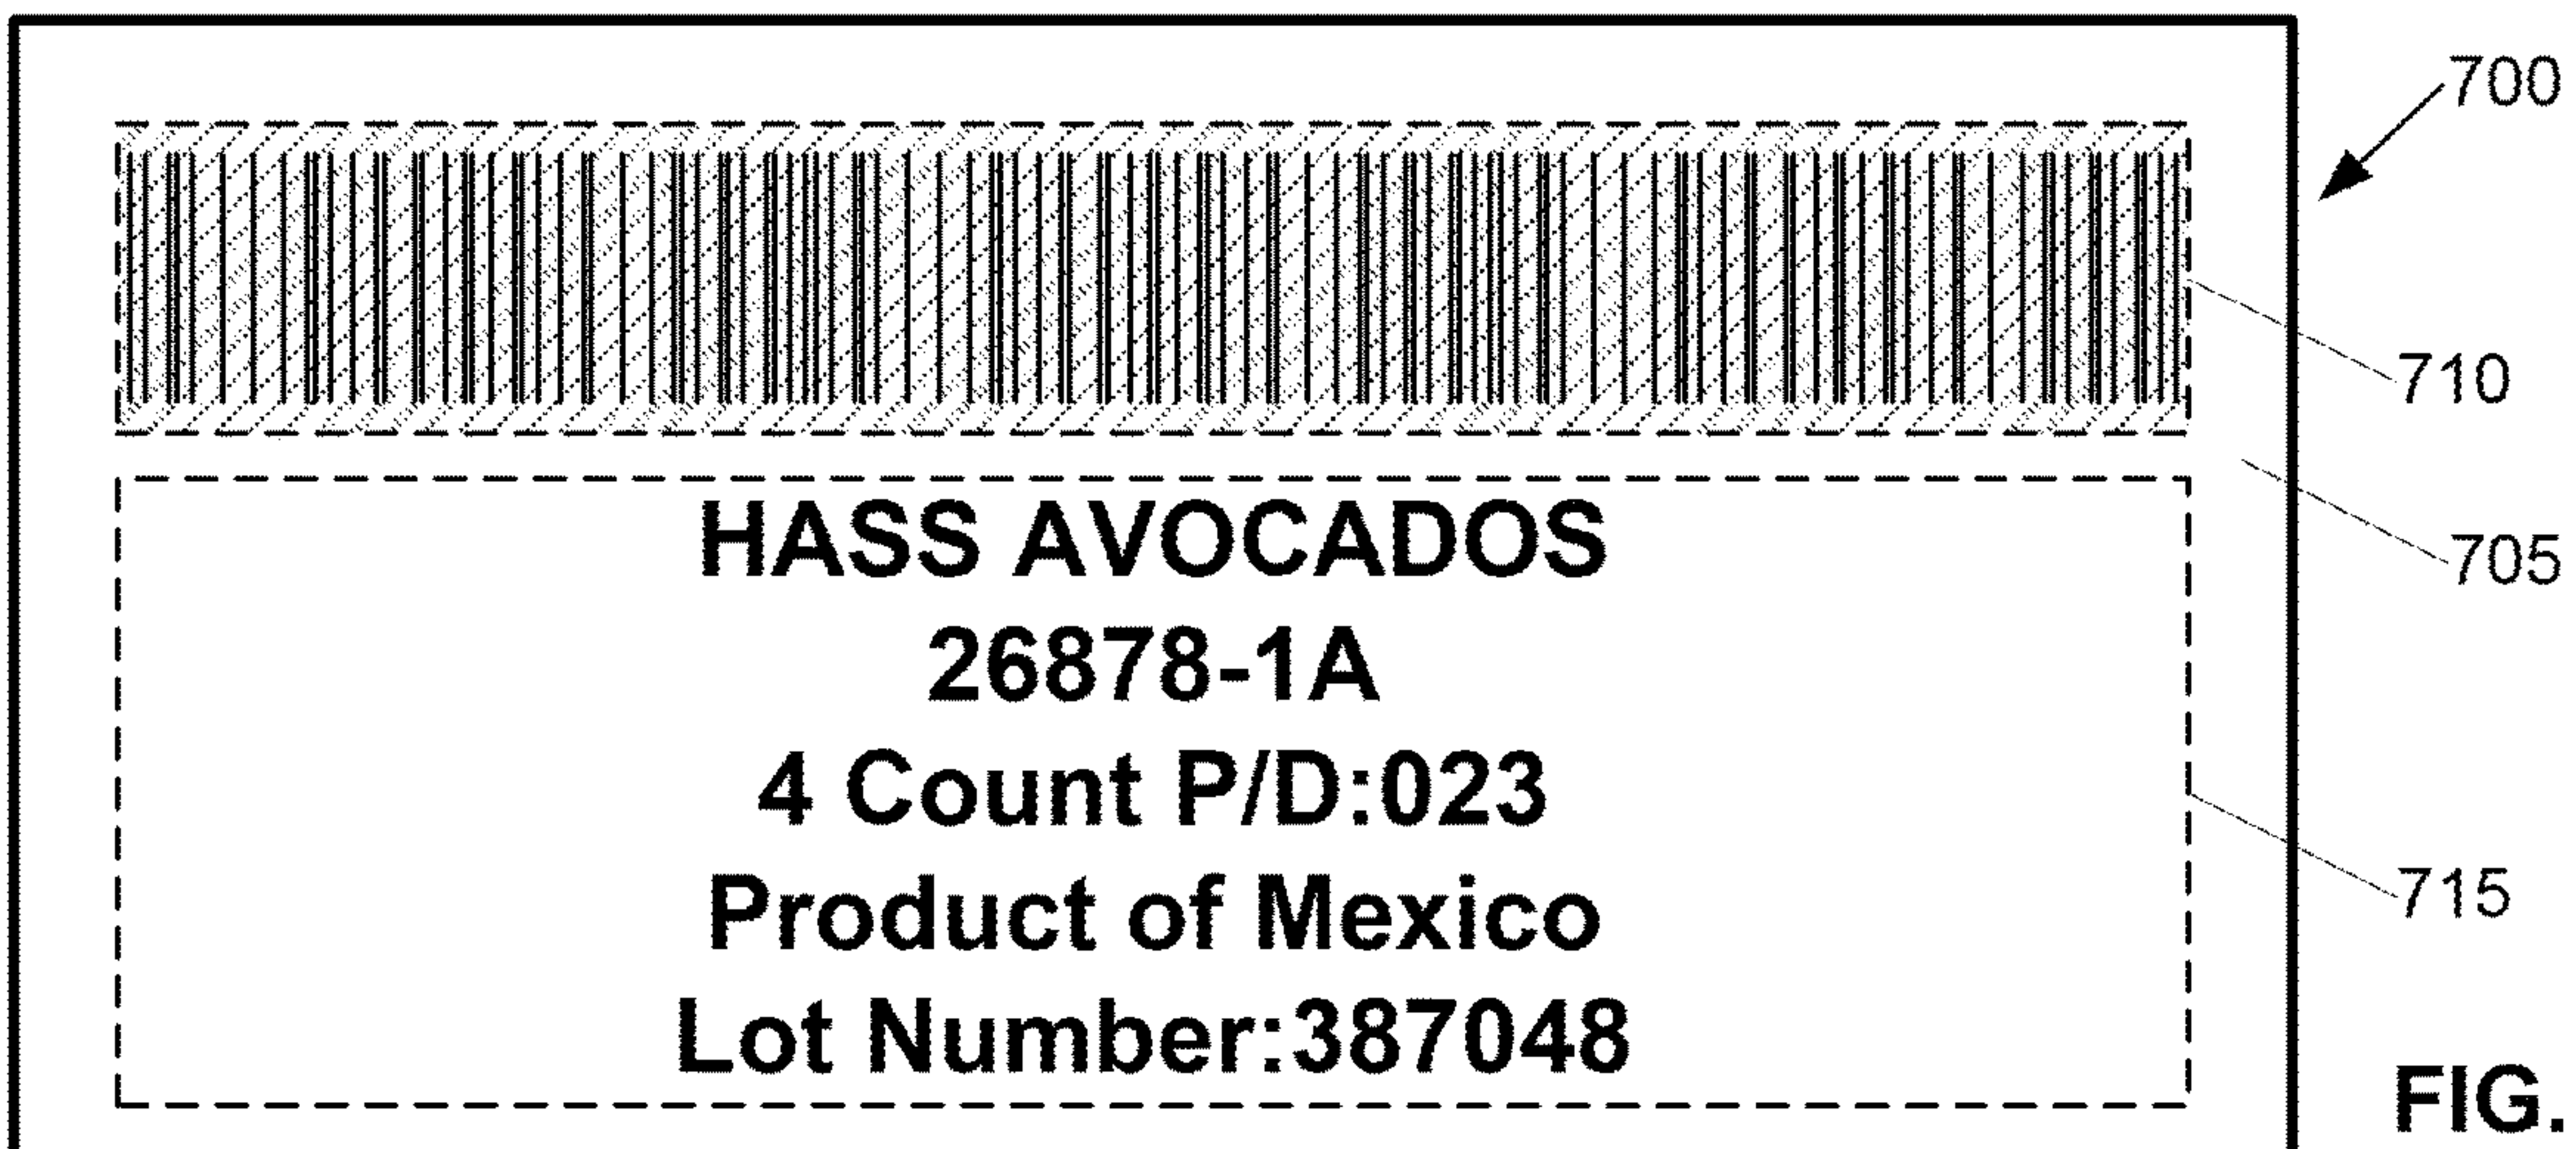 700
710
705
HASS AVOCADOS
26878-1A
4 Count P/D:023
Product of Mexico
Lot Number:387048
715
FIG.